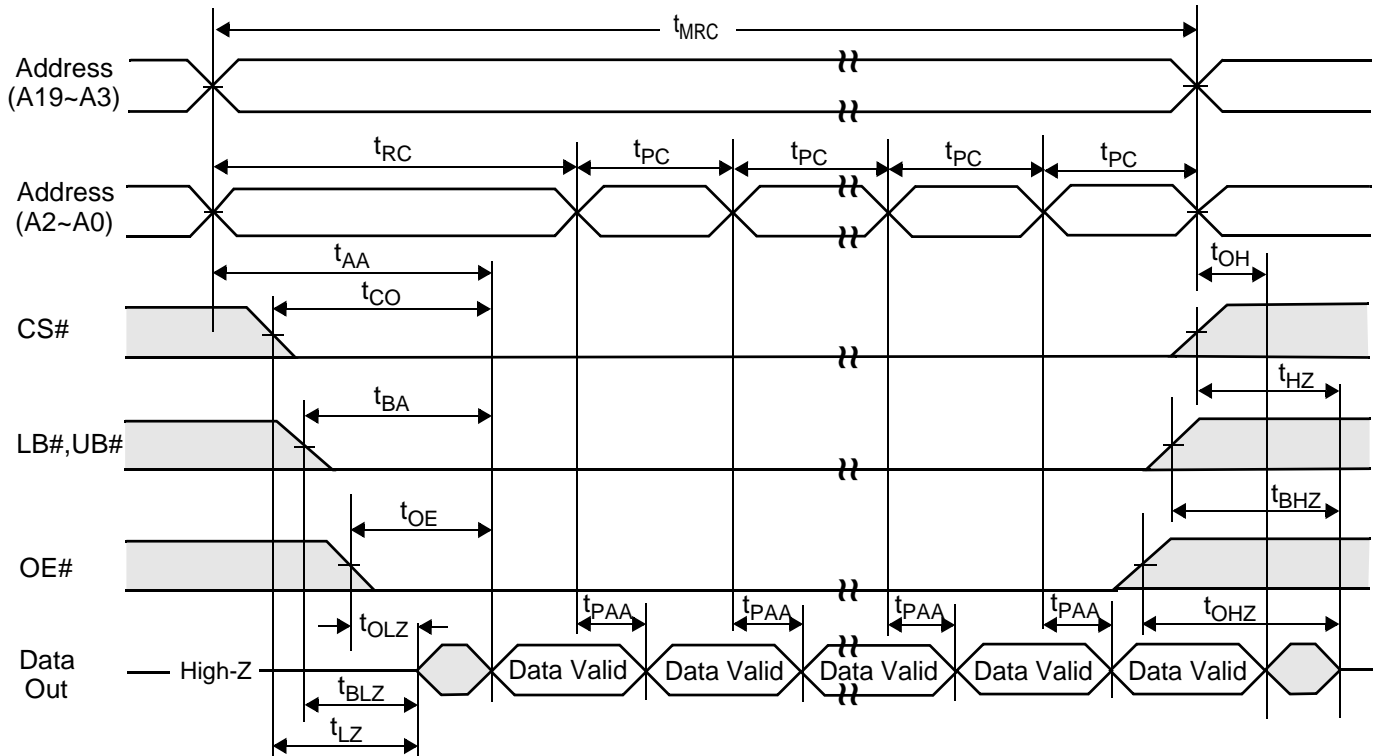 tMRC
Address
(A19~A3)
tRC
tPC
tPC
tPC
tPC
Address
(A2~A0)
tAA
tOH
tCO
CS#
tHZ
tBA
LB#,UB#
tBHZ
tOE
OE#
tPAA
tPAA
tPAA
tPAA
tOHZ
tOLZ
Data
Out
High-Z
Data Valid
Data Valid
Data Valid
Data Valid
Data Valid
tBLZ
tLZ